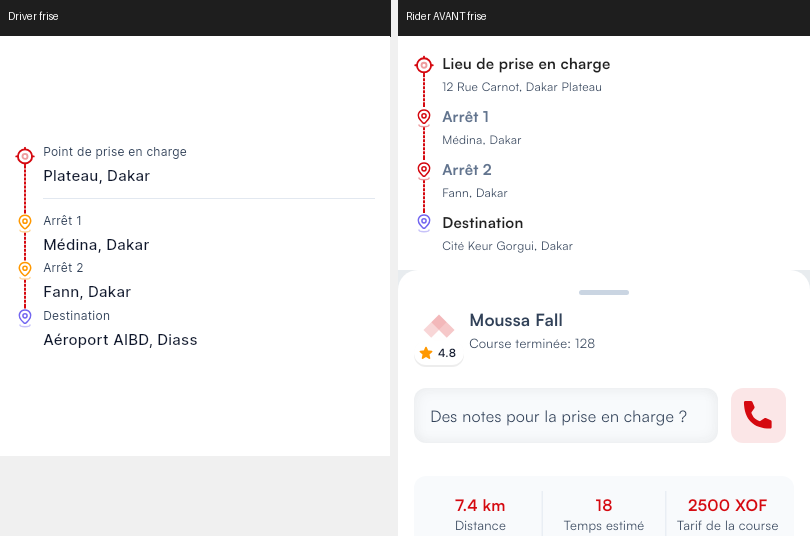 Driver frise
Point de prise en charge
Plateau, Dakar
Arrêt 1
Médina, Dakar
Arrêt 2
Fann, Dakar
Destination
Aéroport AIBD, Diass
Rider AVANT frise
Lieu de prise en charge
12 Rue Carnot, Dakar Plateau
Arrêt 1
Médina, Dakar
Arrêt 2
Fann, Dakar
Destination
Cité Keur Gorgui, Dakar
Moussa Fall
Course terminée: 128
4.8
Des notes pour la prise en charge ?
7.4 km
Distance
18
Temps estimé
2500 XOF
Tarif de la course